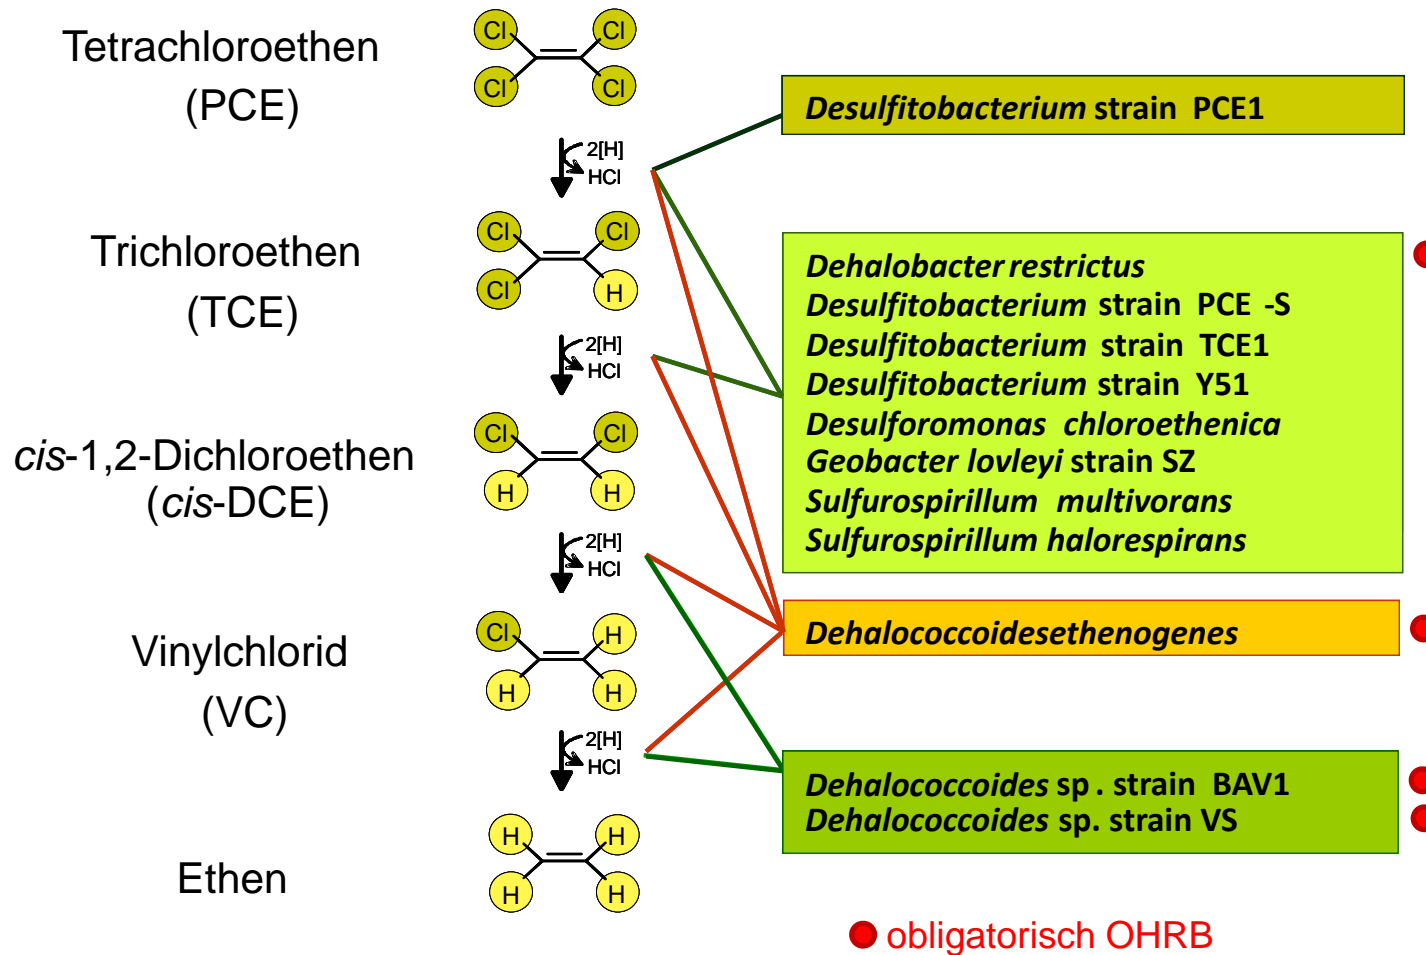 Tetrachloroethen
(PCE)
Cl Cl
Cl Cl
2[H]
HCl
Trichloroethen
(TCE)
Cl Cl
Cl H
2[H]
HCl
cis-1,2-Dichloroethen
(cis-DCE)
Cl Cl
H H
2[H]
HCl
Vinylchlorid
(VC)
Cl H
H H
2[H]
HCl
Ethen
H H
H H
Desulfitobacterium strain PCE1
Dehalobacter restrictus
Desulfitobacterium strain PCE -S
Desulfitobacterium strain TCE1
Desulfitobacterium strain Y51
Desulforomonas chloroethenica
Geobacter lovleyi strain SZ
Sulfurospirillum multivorans
Sulfurospirillum halorespirans
Dehalococcoidesethenogenes
Dehalococcoides sp . strain BAV1
Dehalococcoides sp. strain VS
obligatorisch OHRB